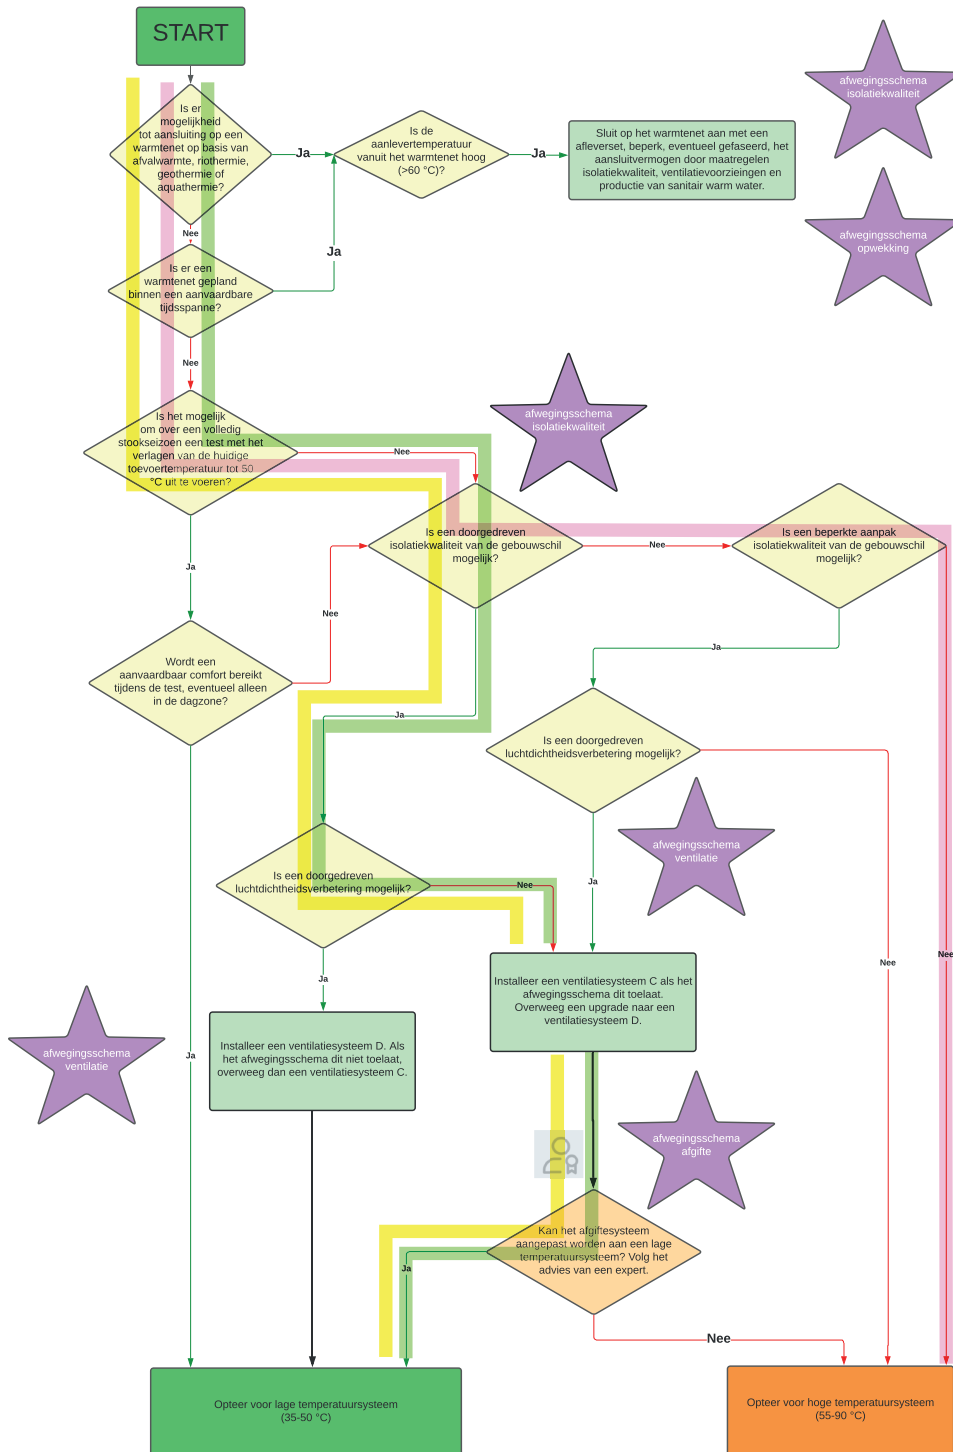 START
afwegingsschema
isolatiekwaliteit
Is er
mogelijkheid
tot aansluiting op een
warmtenet op basis van
afvalwarmte, riothermie,
geothermie of
aquathermie?
Ja
Is de
aanlevertemperatuur
vanuit het warmtenet hoog
(>60 °C)?
Ja
Sluit op het warmtenet aan met een
afleverset, beperk, eventueel gefaseerd, het
aansluitvermogen door maatregelen
isolatiekwaliteit, ventilatievoorzieingen en
productie van sanitair warm water.
Nee
Ja
afwegingsschema
opwekking
Is er een
warmtenet gepland
binnen een aanvaardbare
tijdsspanne?
Nee
Is het mogelijk
om over een volledig
stookseizoen een test met het
verlagen van de huidige
toevoertemperatuur tot 50
°C uit te voeren?
Nee
afwegingsschema
isolatiekwaliteit
Is een doorgedreven
isolatiekwaliteit van de gebouwschil
mogelijk?
Nee
Is een beperkte aanpak
isolatiekwaliteit van de gebouwschil
mogelijk?
Ja
Nee
Ja
Wordt een
aanvaardbaar comfort bereikt
tijdens de test, eventueel alleen
in de dagzone?
Ja
Is een doorgedreven
luchtdichtheidsverbetering mogelijk?
afwegingsschema
ventilatie
Is een doorgedreven
luchtdichtheidsverbetering mogelijk?
Nee
Ja
Nee
Nee
Ja
Installeer een ventilatiesysteem C als het
afwegingsschema dit toelaat.
Overweeg een upgrade naar een
ventilatiesysteem D.
afwegingsschema
ventilatie
Ja
Installeer een ventilatiesysteem D. Als
het afwegingsschema dit niet toelaat,
overweeg dan een ventilatiesysteem C.
afwegingsschema
afgifte
Kan het afgiftesysteem
aangepast worden aan een lage
temperatuursysteem? Volg het
advies van een expert.
Ja
Nee
Opteer voor lage temperatuursysteem
(35-50 °C)
Opteer voor hoge temperatuursysteem
(55-90 °C)